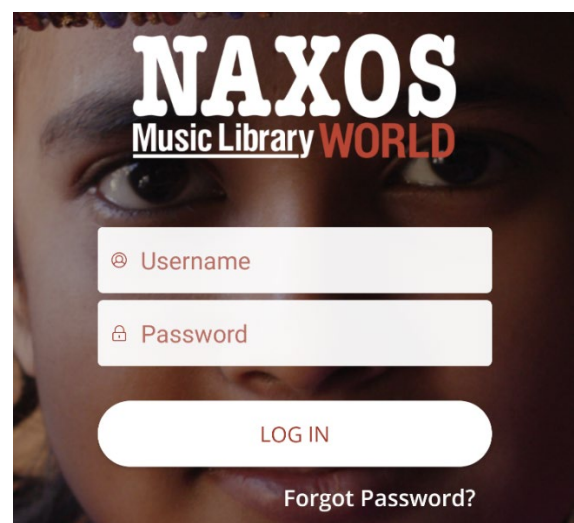 NAXOS
Music Library WORLD
Username
Password
LOG IN
Forgot Password?